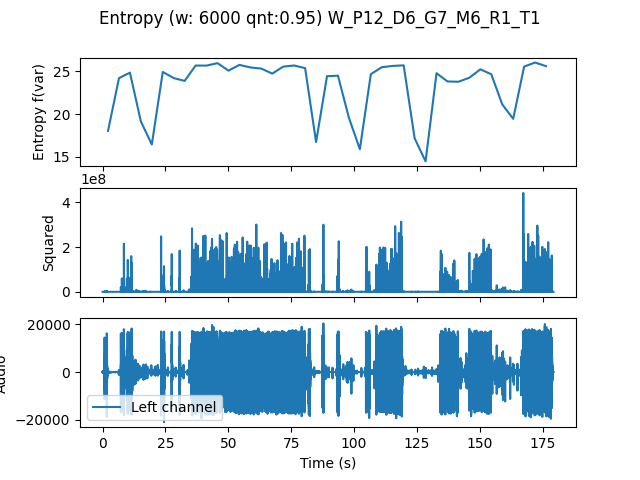 Entropy (w: 6000 qnt:0.95) W_P12_D6_G7_M6_R1_T1
Entropy f(var)
25
20
15
1e8
Squared
4
2
0
Audio
20000
0
−20000
Left channel
0 25 50 75 100 125 150 175
Time (s)